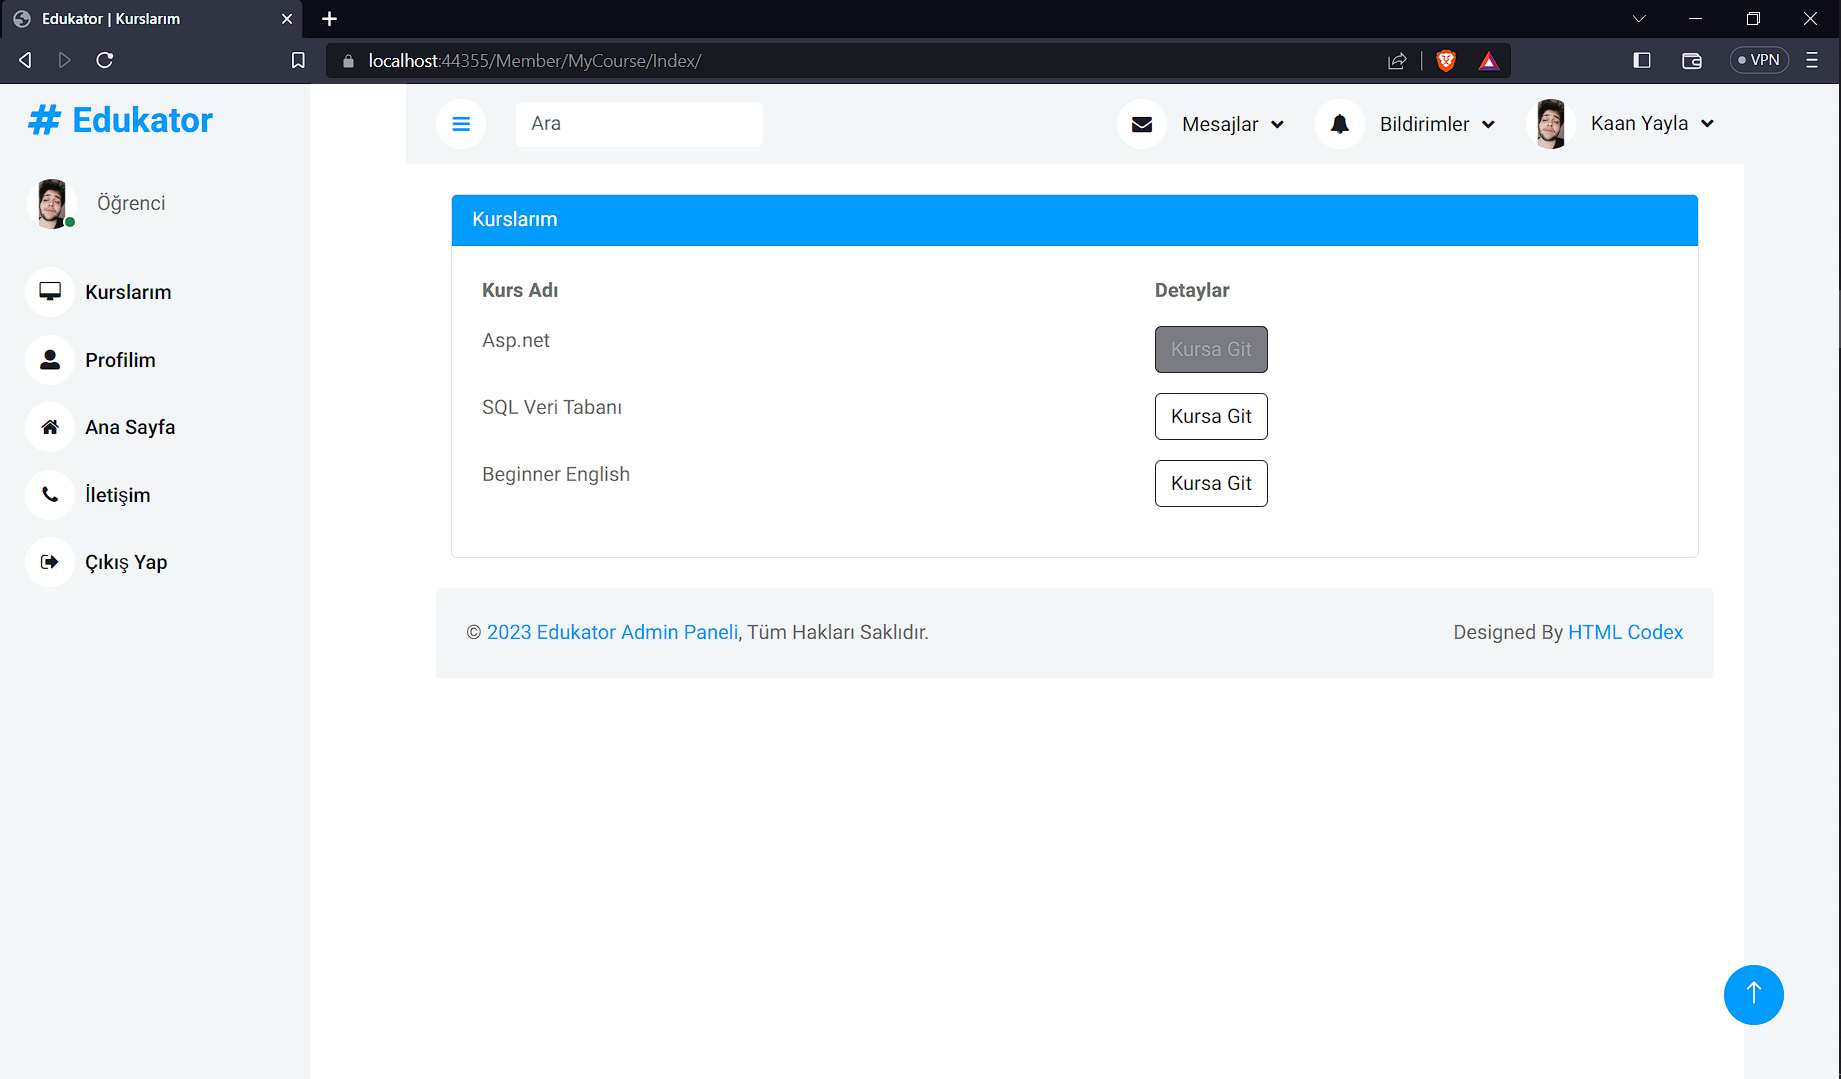 Edukator | Kurslarım
localhost:44355/Member/MyCourse/Index/
VPN
# Edukator
Ara
Mesajlar
Bildirimler
Kaan Yayla
Öğrenci
Kurslarım
Profilim
Ana Sayfa
İletişim
Çıkış Yap
Kurslarım
Kurs Adı Detaylar
Asp.net Kursa Git
SQL Veri Tabanı Kursa Git
Beginner English Kursa Git
© 2023 Edukator Admin Paneli, Tüm Hakları Saklıdır. Designed By HTML Codex